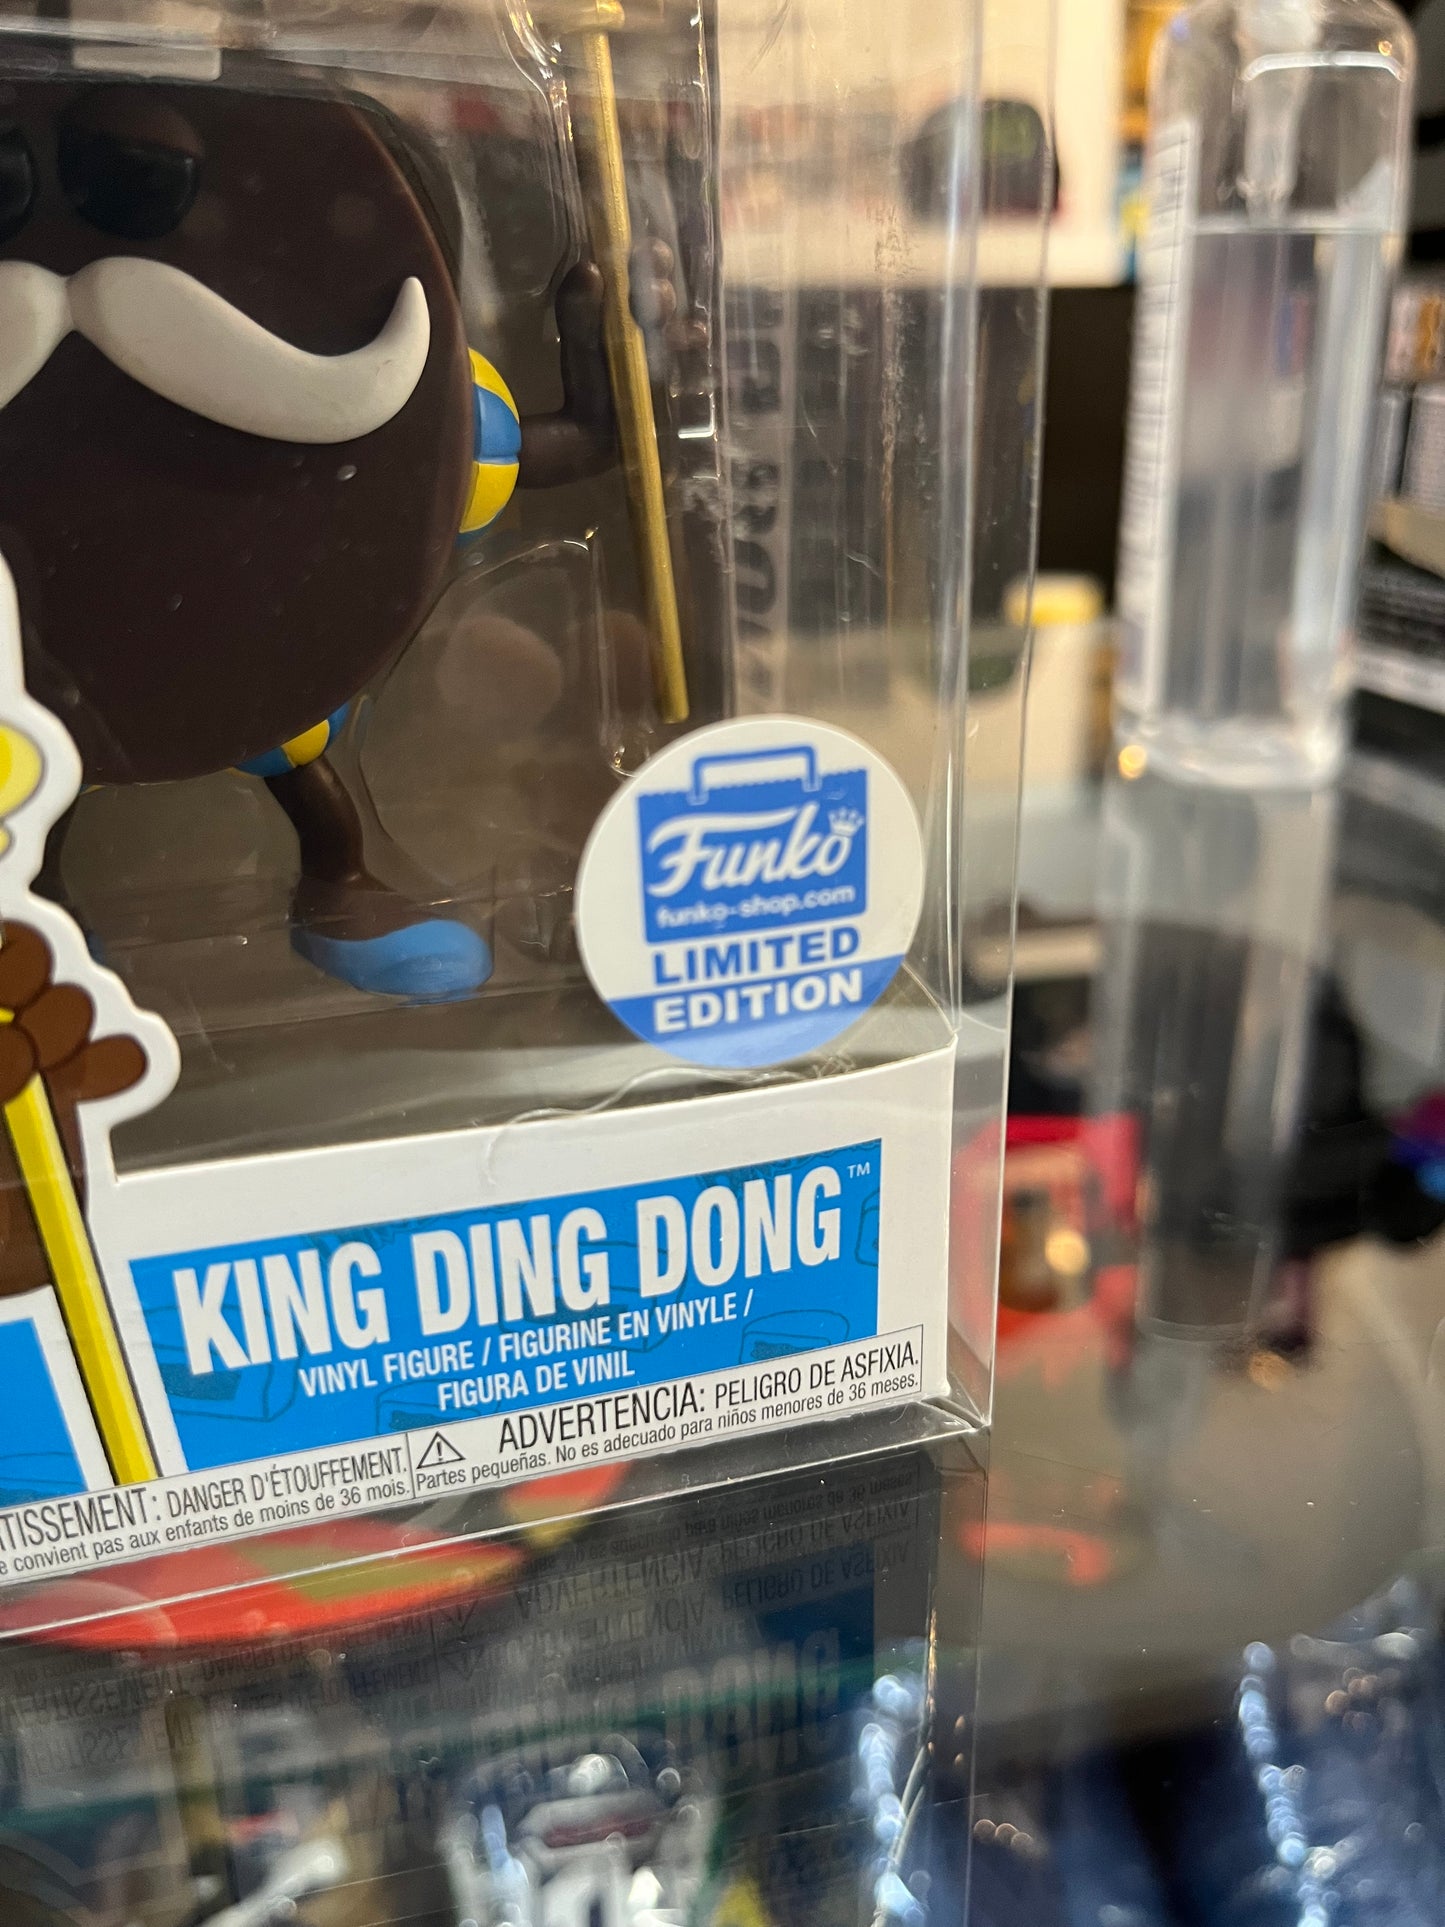 Funko
funko-shop.com
LIMITED
EDITION
KING DING DONG™
VINYL FIGURE / FIGURINE EN VINYLE /
FIGURA DE VINIL
TISSEMENT : DANGER D'ÉTOUFFEMENT.
e convient pas aux enfants de moins de 36 mois.
ADVERTENCIA: PELIGRO DE ASFIXIA.
Partes pequeñas. No es adecuado para niños menores de 36 meses.